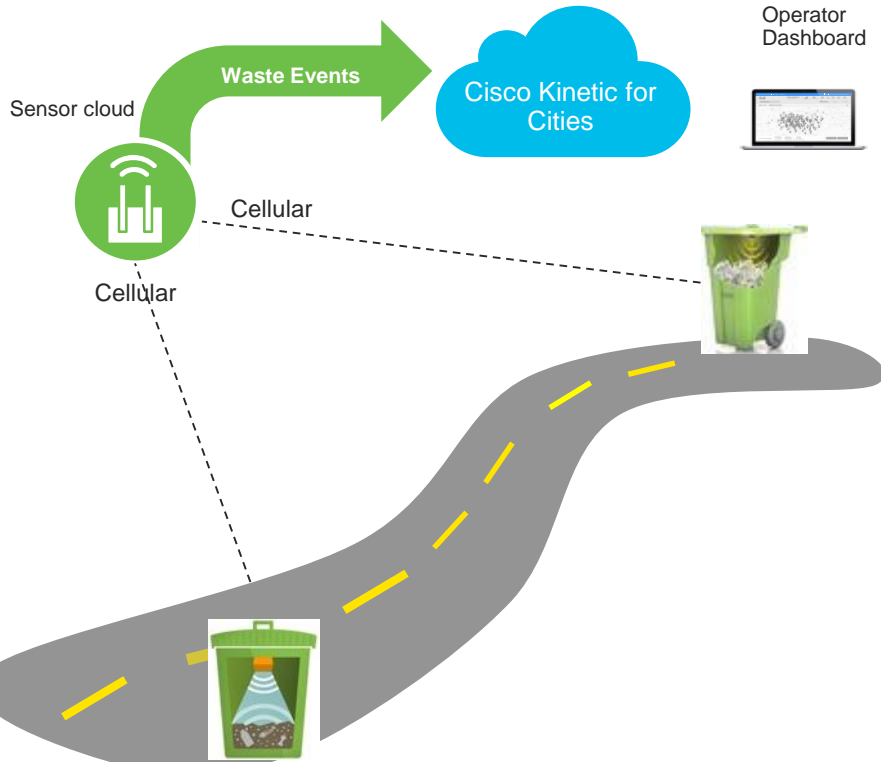 Operator
Dashboard
Waste Events
Cisco Kinetic for
Cities
Sensor cloud
Cellular
Cellular